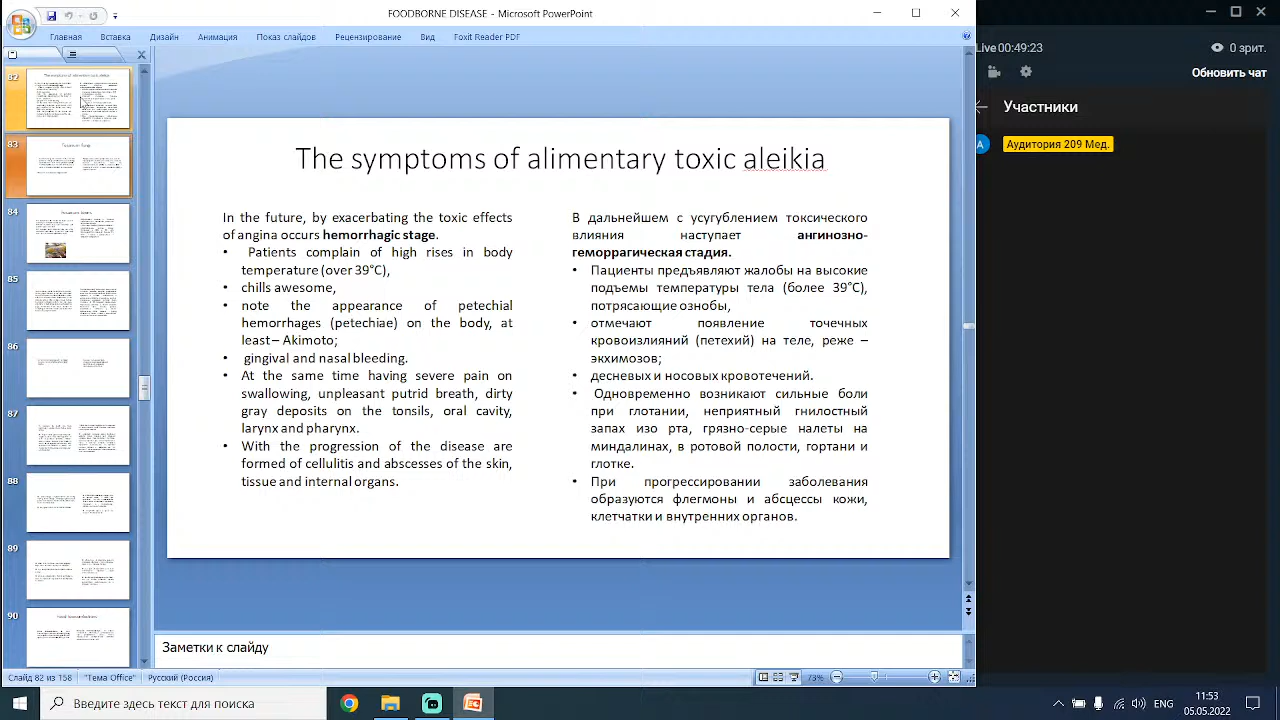 FOODBORNE DISEASE - Microsoft PowerPoint
Главная Вставка Дизайн Анимация Показ слайдов Рецензирование Вид Foxit Reader PDF
82
83
84
85
86
87
88
89
90
The symptoms of alimentary toxic aleikia
In the future, by exacerbating the toxic effects
of angina occurs hemorrhagic stage.
• Patients complain of high rises in body
temperature (over 39°C),
• chills awesome,
• note the appearance of petechial
hemorrhages (petechiae) on the body, at
least – Akimoto;
• gingival and nasal bleeding.
• At the same time having severe pain on
swallowing, unpleasant putrid breath, dirty
gray deposits on the tonsils, oral cavity,
larynx and pharynx.
• With the progression of the disease are
formed of cellulitis and abscesses of the skin,
tissue and internal organs.
В дальнейшем с усугублением токсического
влияния наступает ангинозно-
геморрагическая стадия.
• Пациенты предъявляют жалобы на высокие
подъемы температуры тела (более 39°С),
потрясающие ознобы,
• отмечают появление точечных
кровоизлияний (петехий) на теле, реже –
экхимозов;
• десневых и носовых кровотечений.
• Одновременно возникают сильные боли
при глотании, неприятный гнилостный
запах изо рта, грязно-серые налеты на
миндалинах, в ротовой полости, гортани и
глотке.
• При прогрессировании заболевания
образуются флегмоны и абсцессы кожи,
клетчатки и внутренних органов.
Заметки к слайду
Слайд 82 из 158 "Тема Office" Русский (Россия) 73%
Live 00:49:23 0 зрит.
Обновить чат
Участники
А Аудитория 209 Мед.
Введите здесь текст для поиска
ENG 11:53
05.05.2022